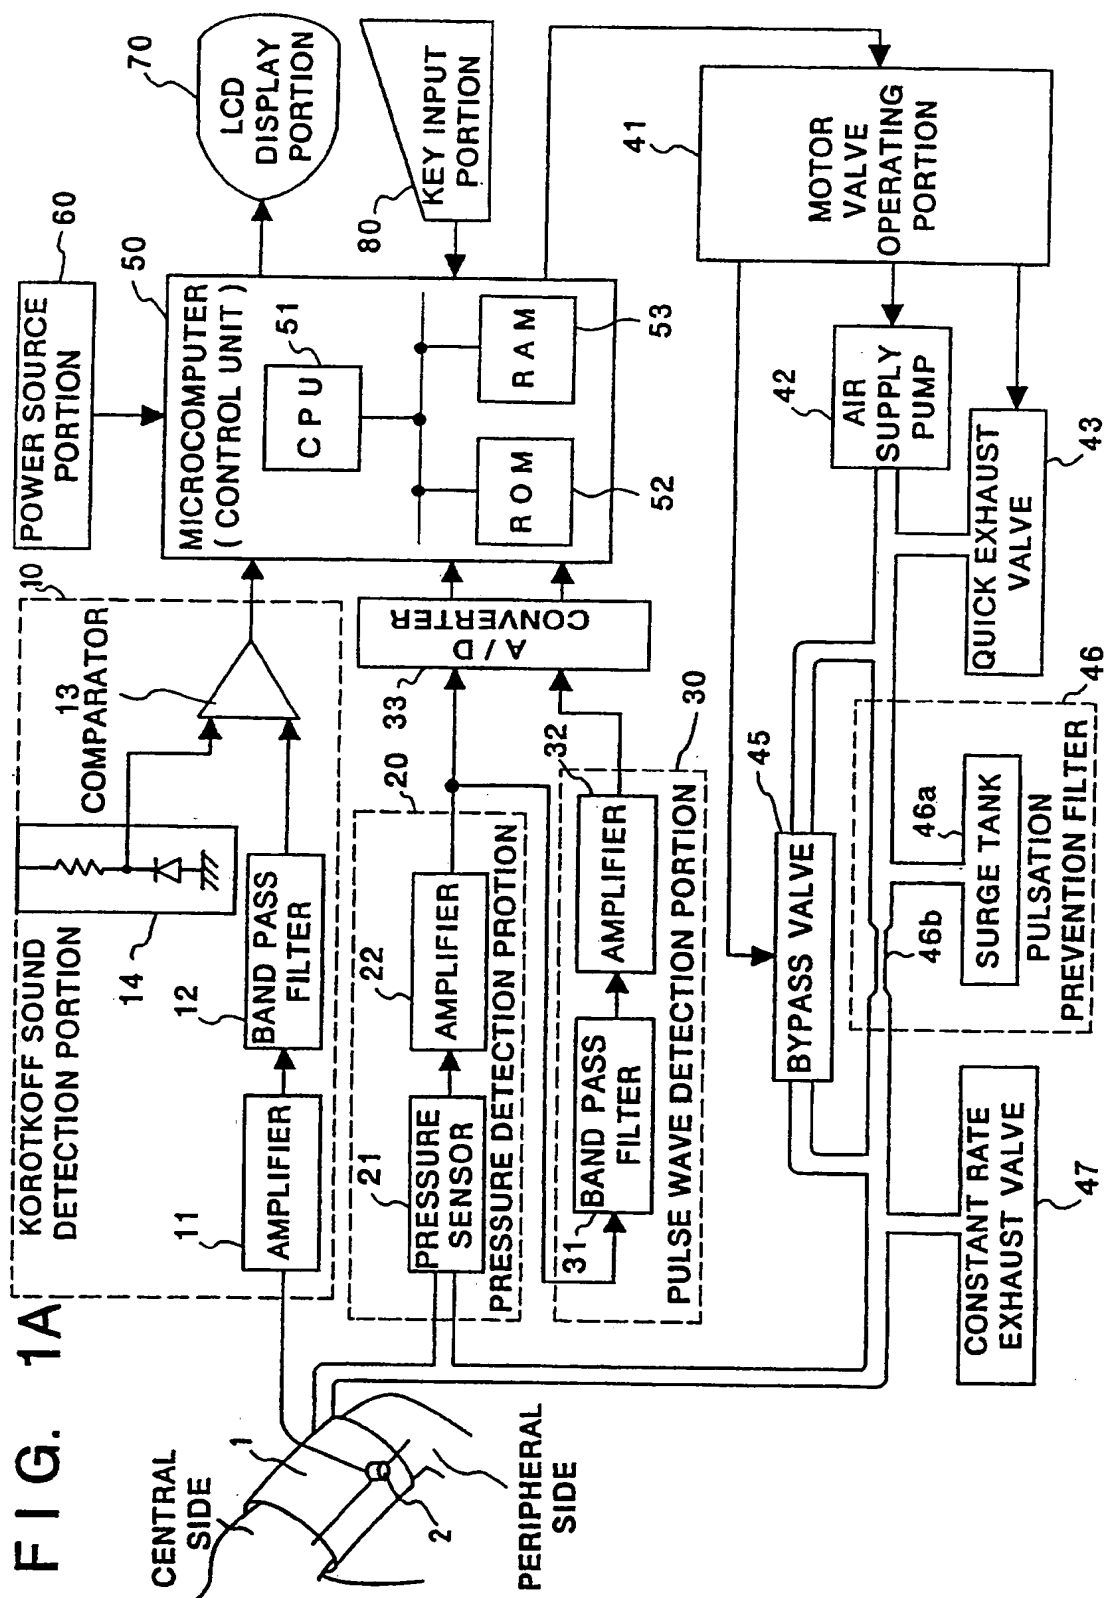 FIG. 1A
KOROTKOFF SOUND
DETECTION PORTION
10
COMPARATOR
13
14
12
BAND PASS
FILTER
11
AMPLIFIER
POWER SOURCE
PORTION
60
50
MICROCOMPUTER
( CONTROL UNIT )
CPU
51
ROM
52
RAM
53
70
LCD
DISPLAY
PORTION
80
KEY INPUT
PORTION
A/D
CONVERTER
33
20
22
AMPLIFIER
21
PRESSURE
SENSOR
PRESSURE DETECTION PROTION
30
32
AMPLIFIER
31
BAND PASS
FILTER
PULSE WAVE DETECTION PORTION
CENTRAL
SIDE
1
2
PERIPHERAL
SIDE
41
MOTOR
VALVE
OPERATING
PORTION
42
AIR
SUPPLY
PUMP
QUICK EXHAUST
VALVE
43
45
BYPASS VALVE
46
46a
SURGE TANK
46b
PULSATION
PREVENTION FILTER
CONSTANT RATE
EXHAUST VALVE
47